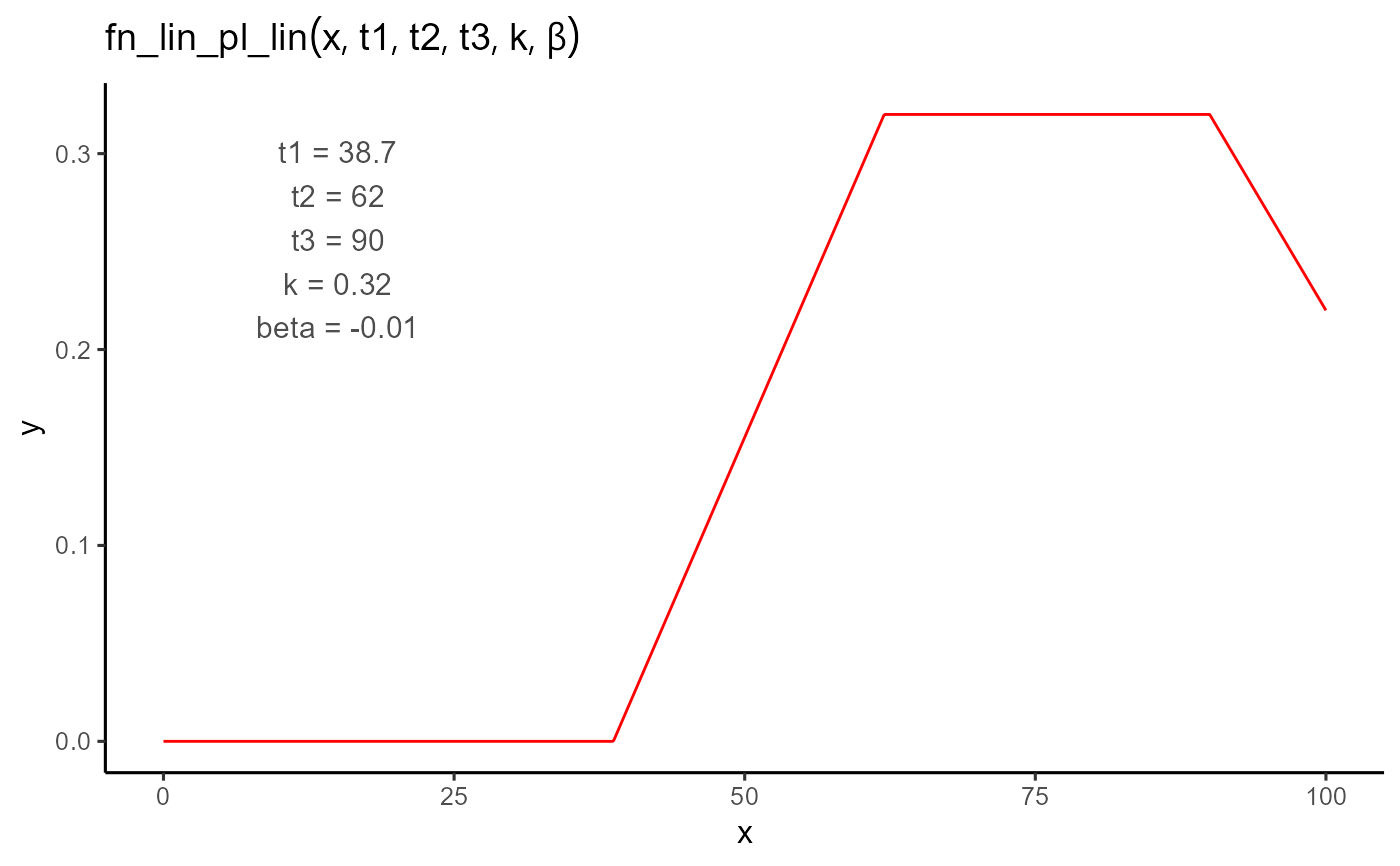 fn_lin_pl_lin(x, t1, t2, t3, k, β)
t1 = 38.7
t2 = 62
t3 = 90
k = 0.32
beta = -0.01
0.3
0.2
0.1
0.0
y
0 25 50 75 100
x